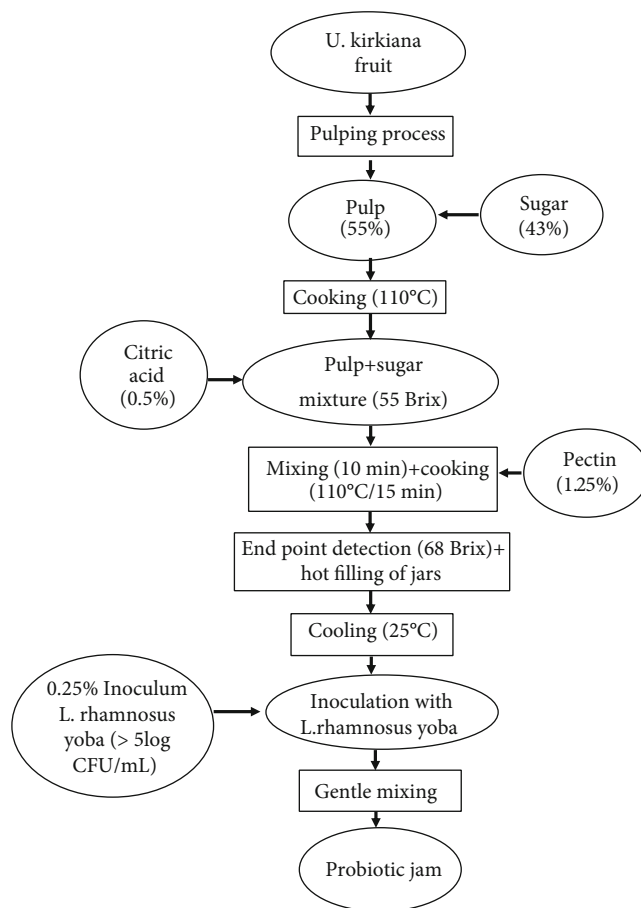 U. kirkiana
fruit
Pulping process
Pulp
(55%)
Sugar
(43%)
Cooking (110°C)
Citric
acid
(0.5%)
Pulp+sugar
mixture (55 Brix)
Mixing (10 min)+cooking
(110°C/15 min)
Pectin
(1.25%)
End point detection (68 Brix)+
hot filling of jars
Cooling (25°C)
0.25% Inoculum
L. rhamnosus
yoba (> 5log
CFU/mL)
Inoculation with
L.rhamnosus yoba
Gentle mixing
Probiotic jam